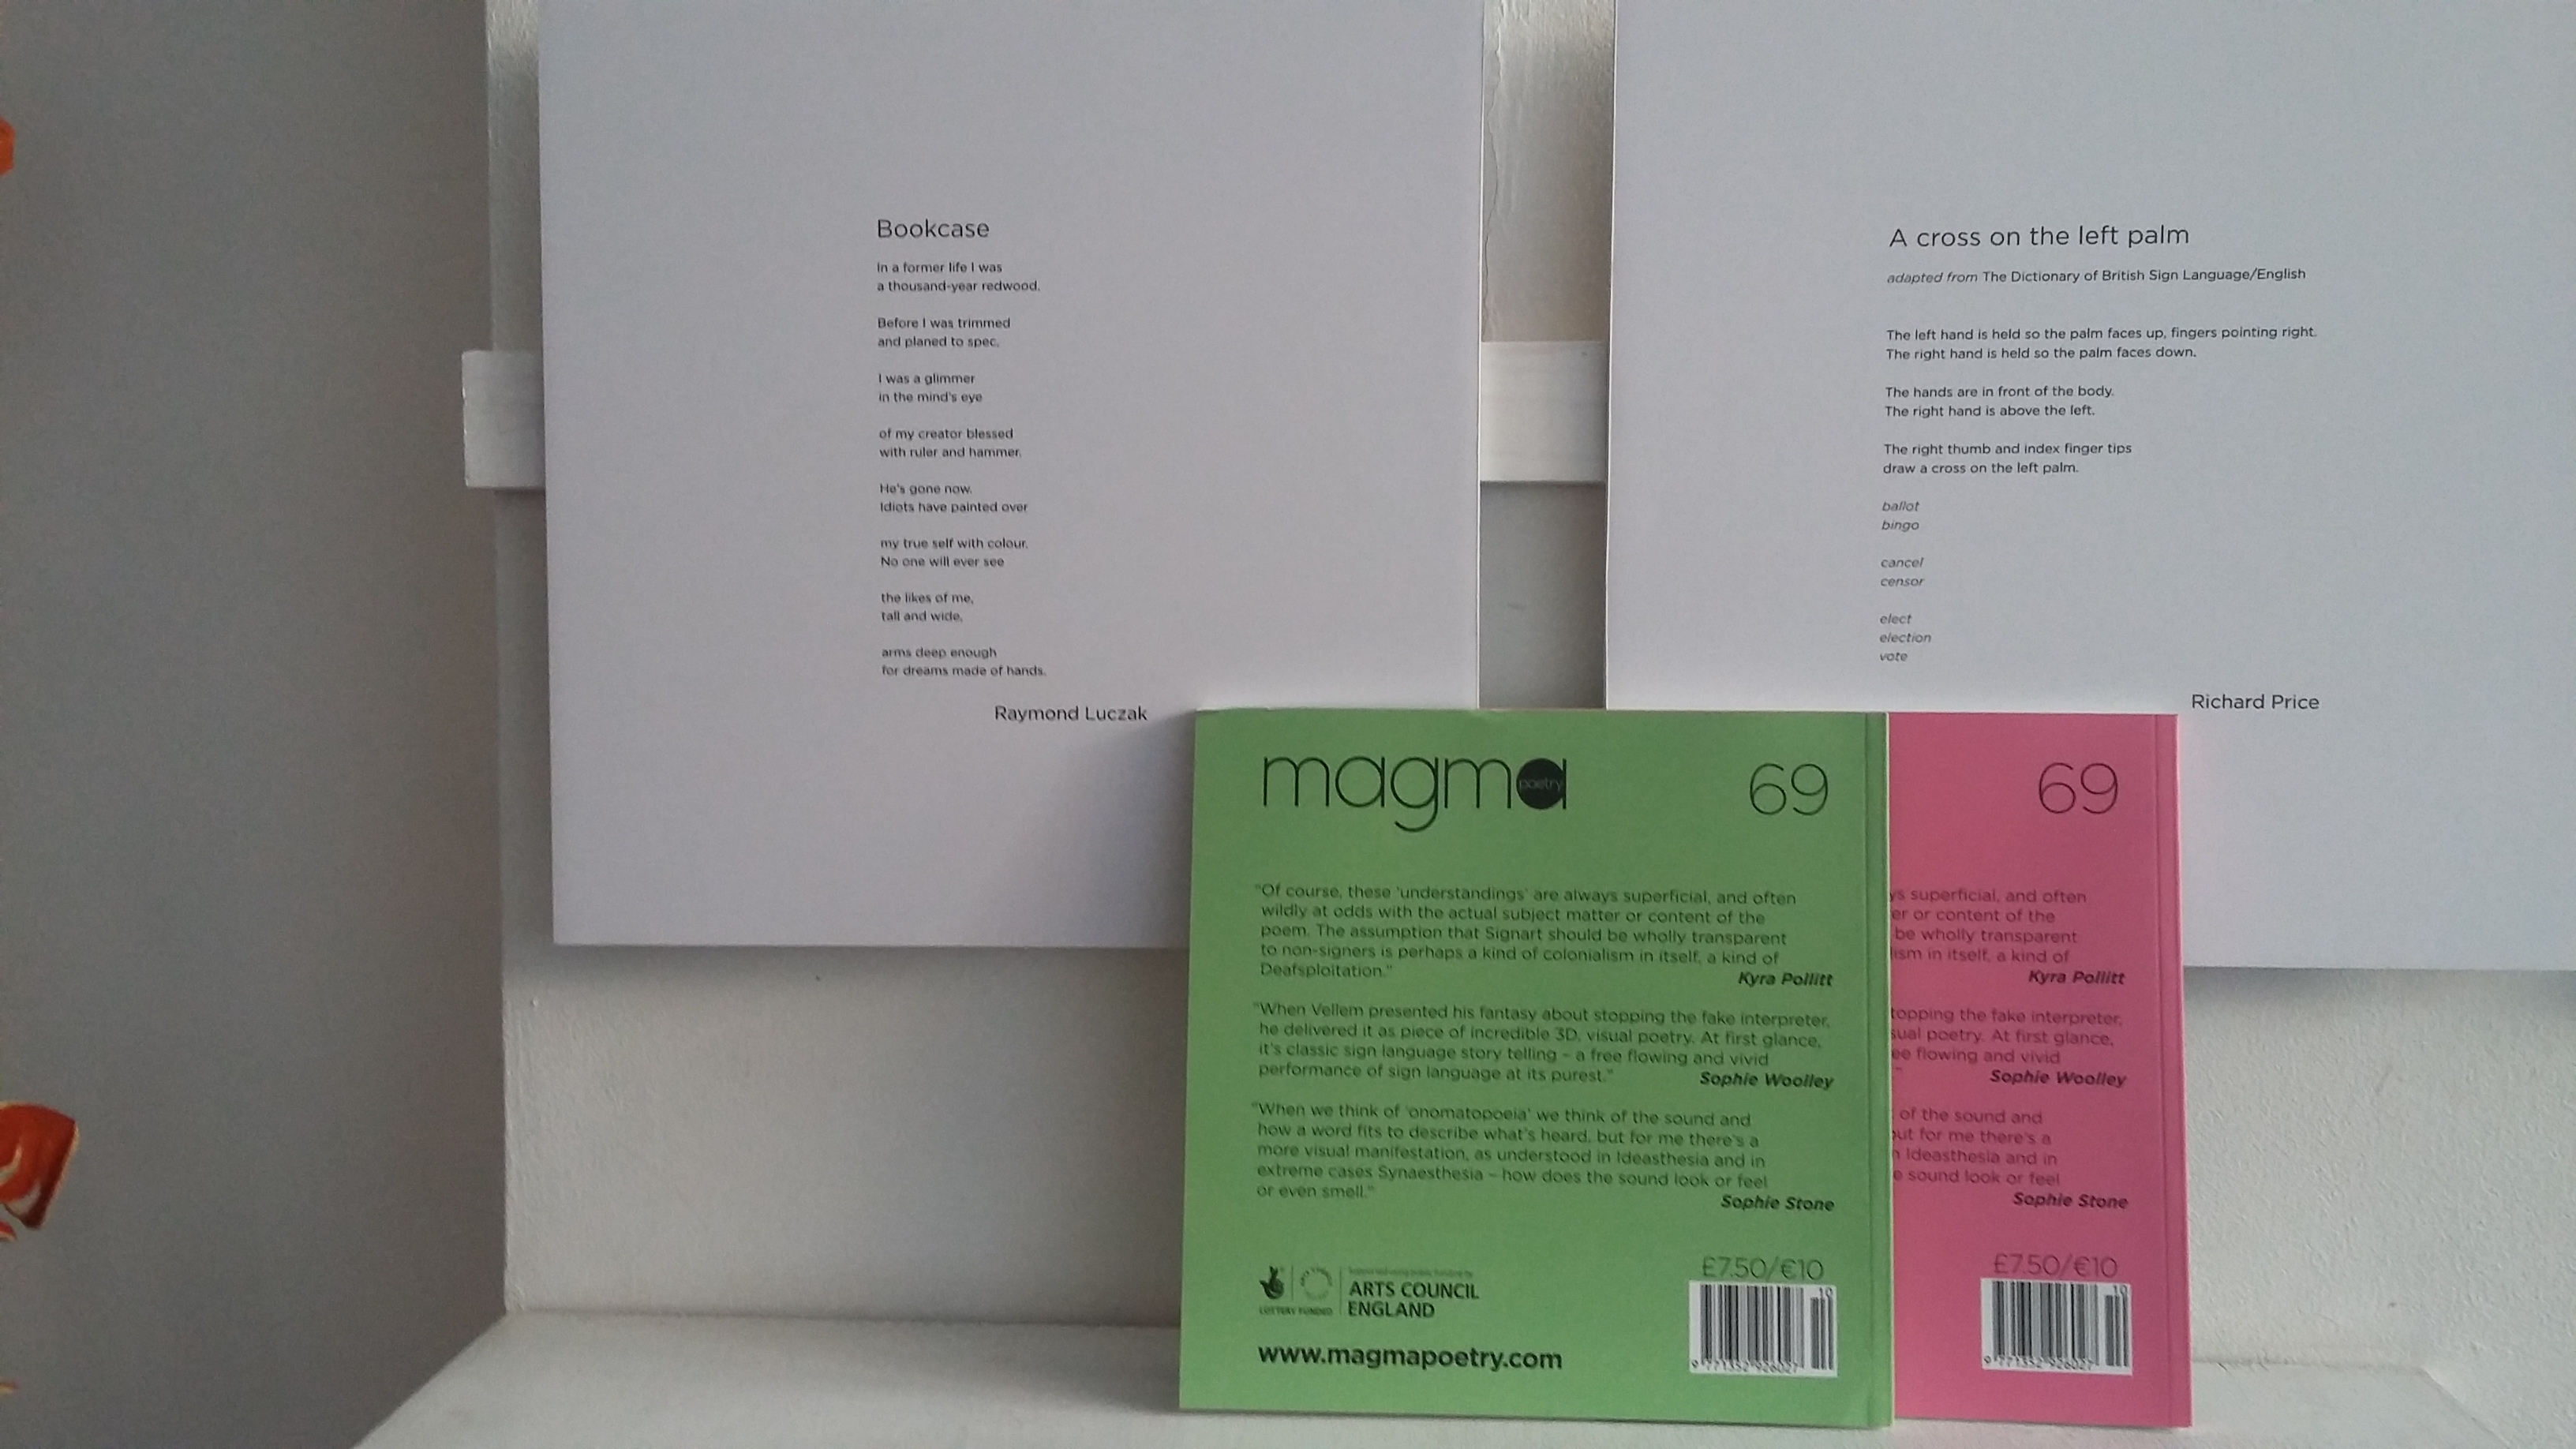 Bookcase
In a former life I was
a thousand-year redwood.
Before I was trimmed
and planed to spec,
I was a glimmer
in the mind's eye
of my creator blessed
with ruler and hammer.
He's gone now.
Idiots have painted over
my true self with colour.
No one will ever see
the likes of me,
tall and wide,
arms deep enough
for dreams made of hands.
Raymond Luczak
A cross on the left palm
adapted from The Dictionary of British Sign Language/English
The left hand is held so the palm faces up, fingers pointing right.
The right hand is held so the palm faces down.
The hands are in front of the body.
The right hand is above the left.
The right thumb and index finger tips
draw a cross on the left palm.
ballot
bingo
cancel
censor
elect
election
vote
Richard Price
magma
poetry
69
"Of course, these 'understandings' are always superficial, and often
wildly at odds with the actual subject matter or content of the
poem. The assumption that Signart should be wholly transparent
to non-signers is perhaps a kind of colonialism in itself, a kind of
Deafsploitation."
Kyra Pollitt
"When Vellem presented his fantasy about stopping the fake interpreter,
he delivered it as piece of incredible 3D, visual poetry. At first glance,
it's classic sign language story telling – a free flowing and vivid
performance of sign language at its purest."
Sophie Woolley
"When we think of 'onomatopoeia' we think of the sound and
how a word fits to describe what's heard, but for me there's a
more visual manifestation, as understood in Ideasthesia and in
extreme cases Synaesthesia – how does the sound look or feel
or even smell."
Sophie Stone
LOTTERY FUNDED
ARTS COUNCIL
ENGLAND
www.magmapoetry.com
£7.50/€10
10
9 771352 926027
69
ys superficial, and often
er or content of the
be wholly transparent
lism in itself, a kind of
Kyra Pollitt
topping the fake interpreter,
sual poetry. At first glance,
ee flowing and vivid
"
Sophie Woolley
of the sound and
out for me there's a
n Ideasthesia and in
e sound look or feel
Sophie Stone
£7.50/€10
10
9 771352 926027